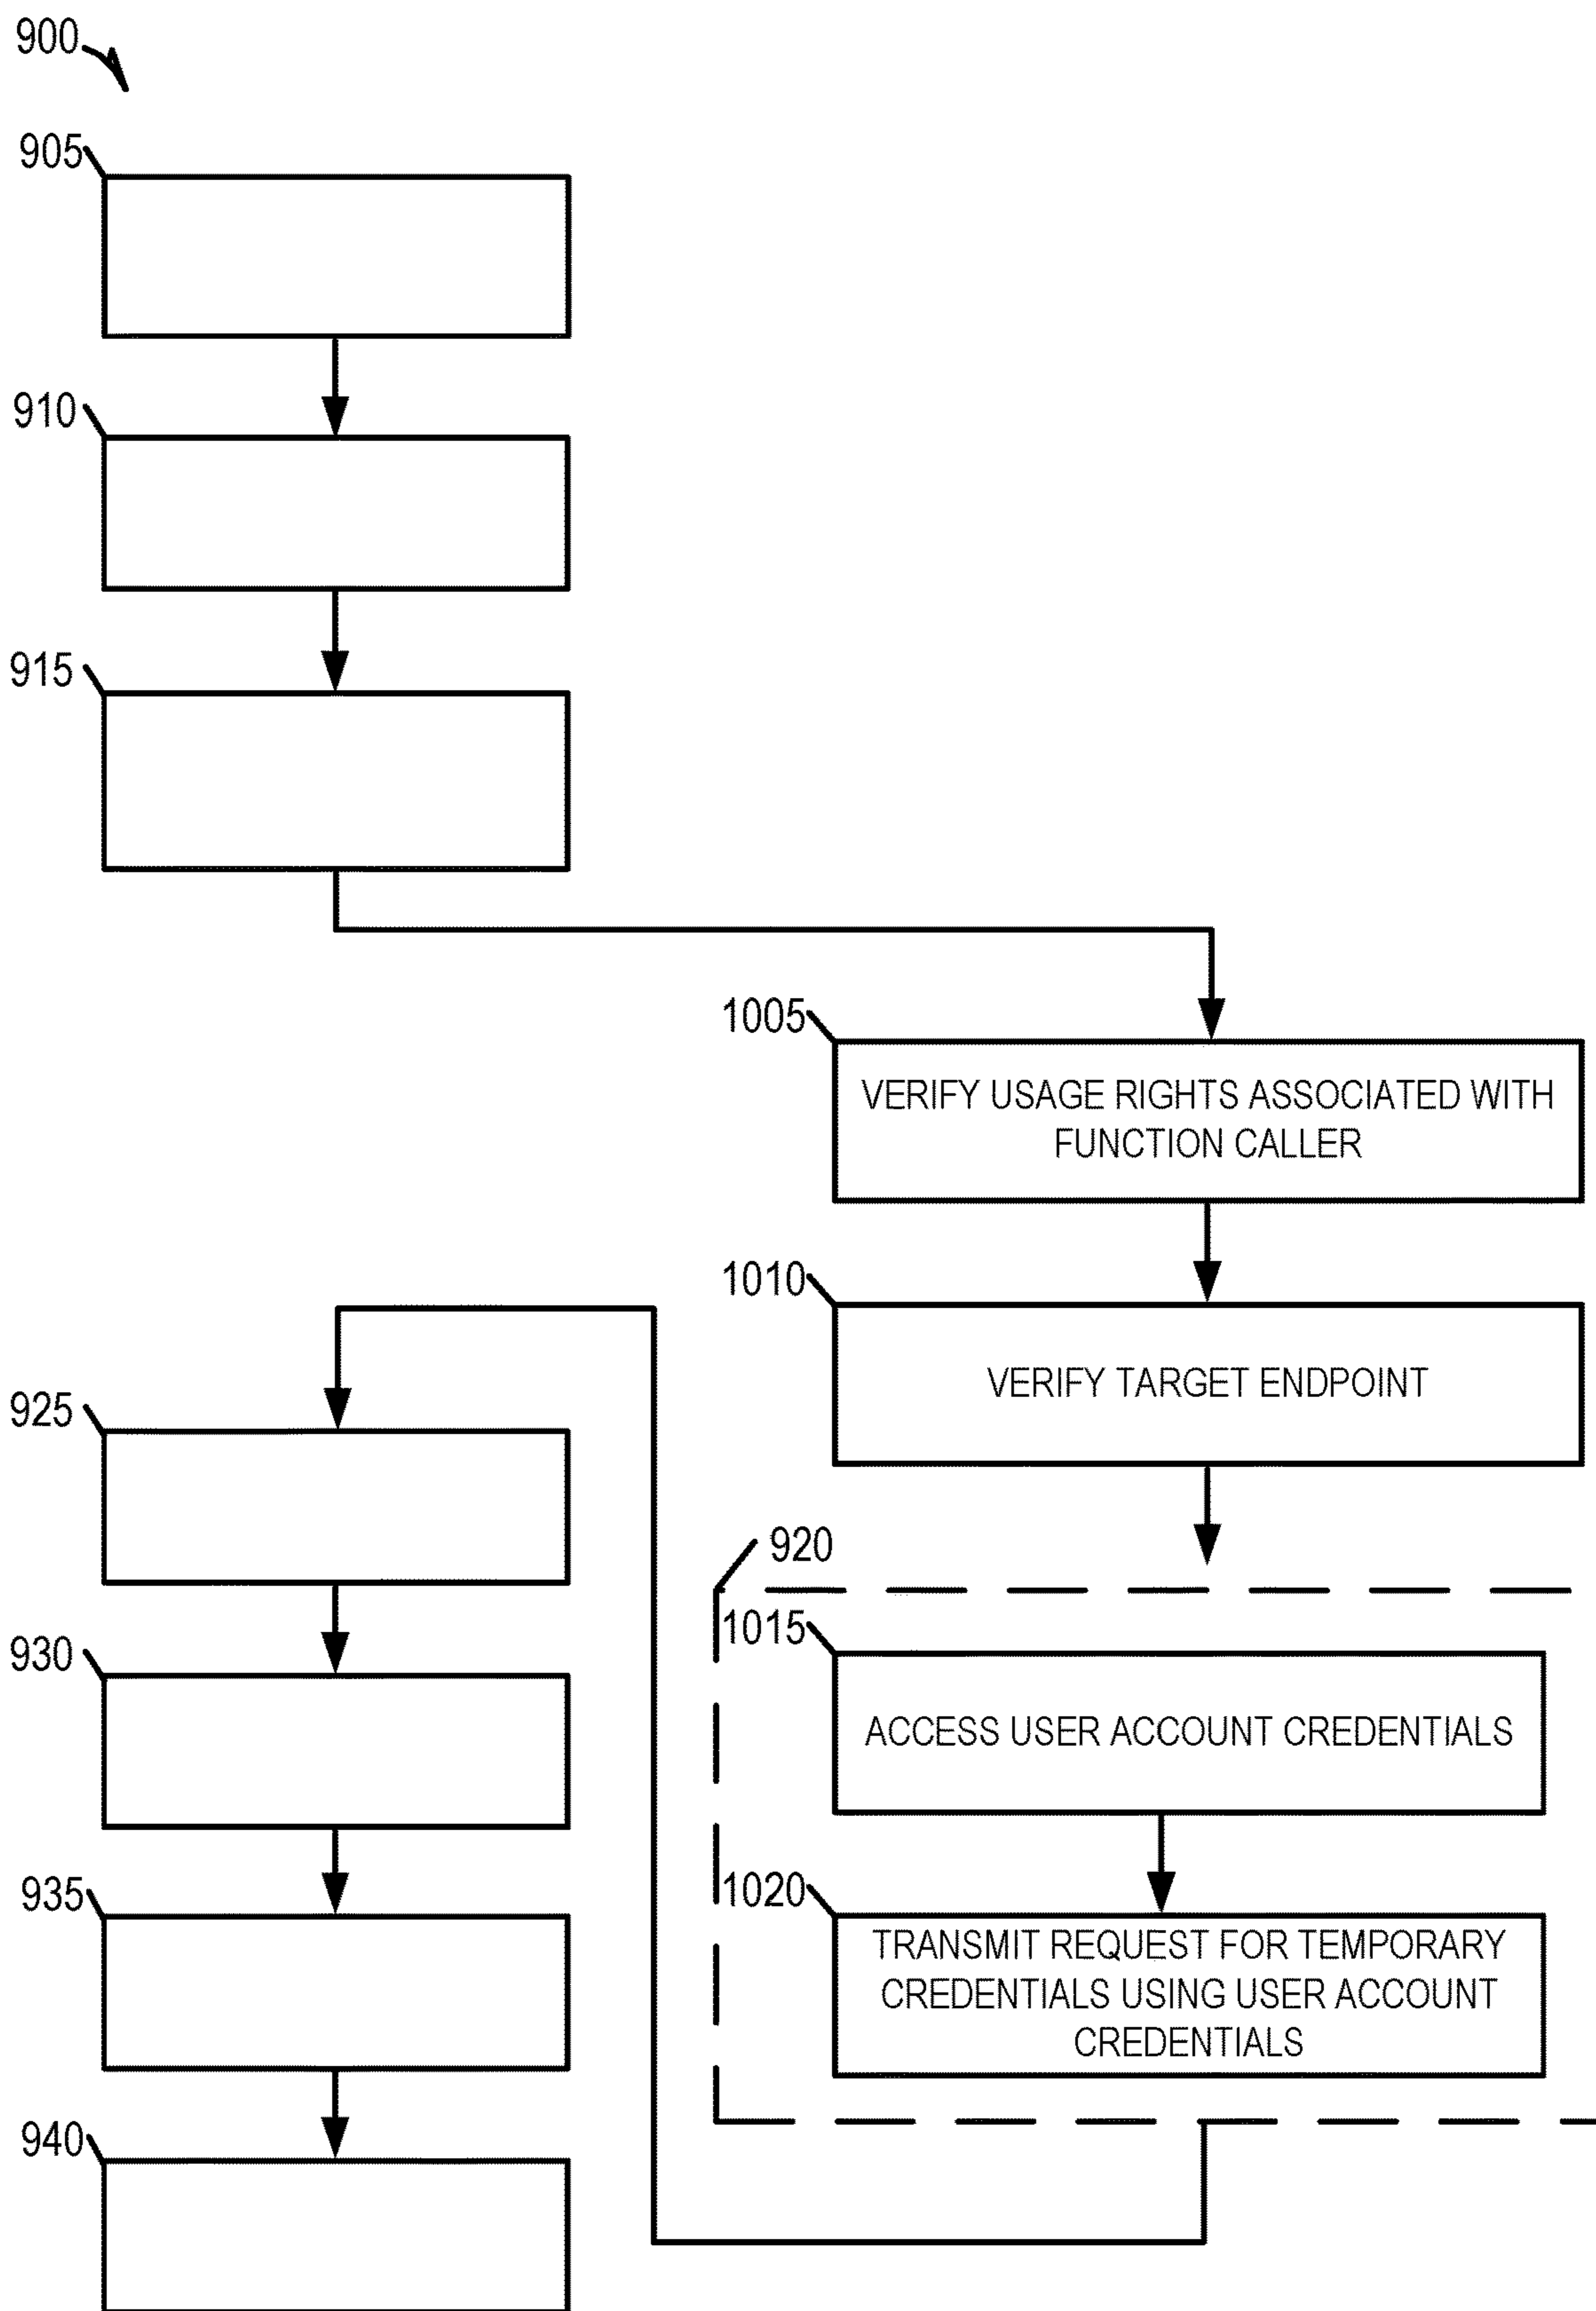 900
905
910
915
1005
VERIFY USAGE RIGHTS ASSOCIATED WITH
FUNCTION CALLER
1010
VERIFY TARGET ENDPOINT
920
1015
ACCESS USER ACCOUNT CREDENTIALS
1020
TRANSMIT REQUEST FOR TEMPORARY
CREDENTIALS USING USER ACCOUNT
CREDENTIALS
925
930
935
940